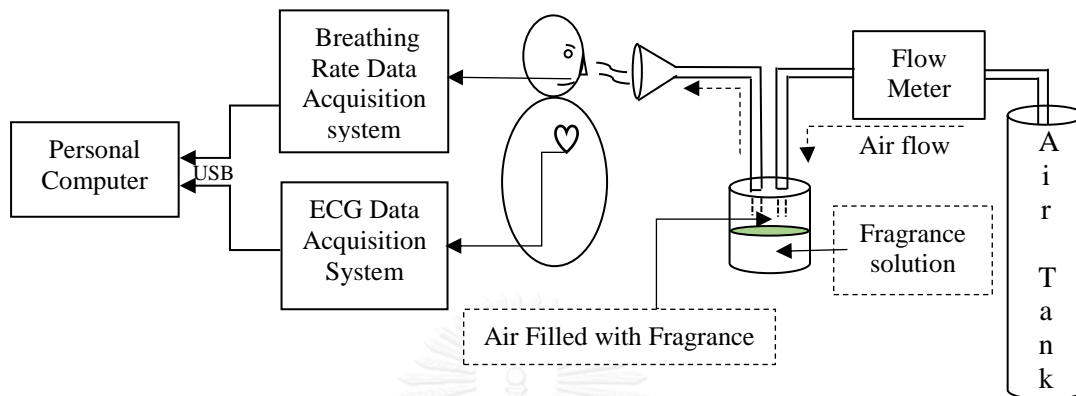 Breathing
Rate Data
Acquisition
system
Flow
Meter
Personal
Computer
USB
Air flow
ECG Data
Acquisition
System
Fragrance
solution
Air Filled with Fragrance
A
i
r
T
a
n
k